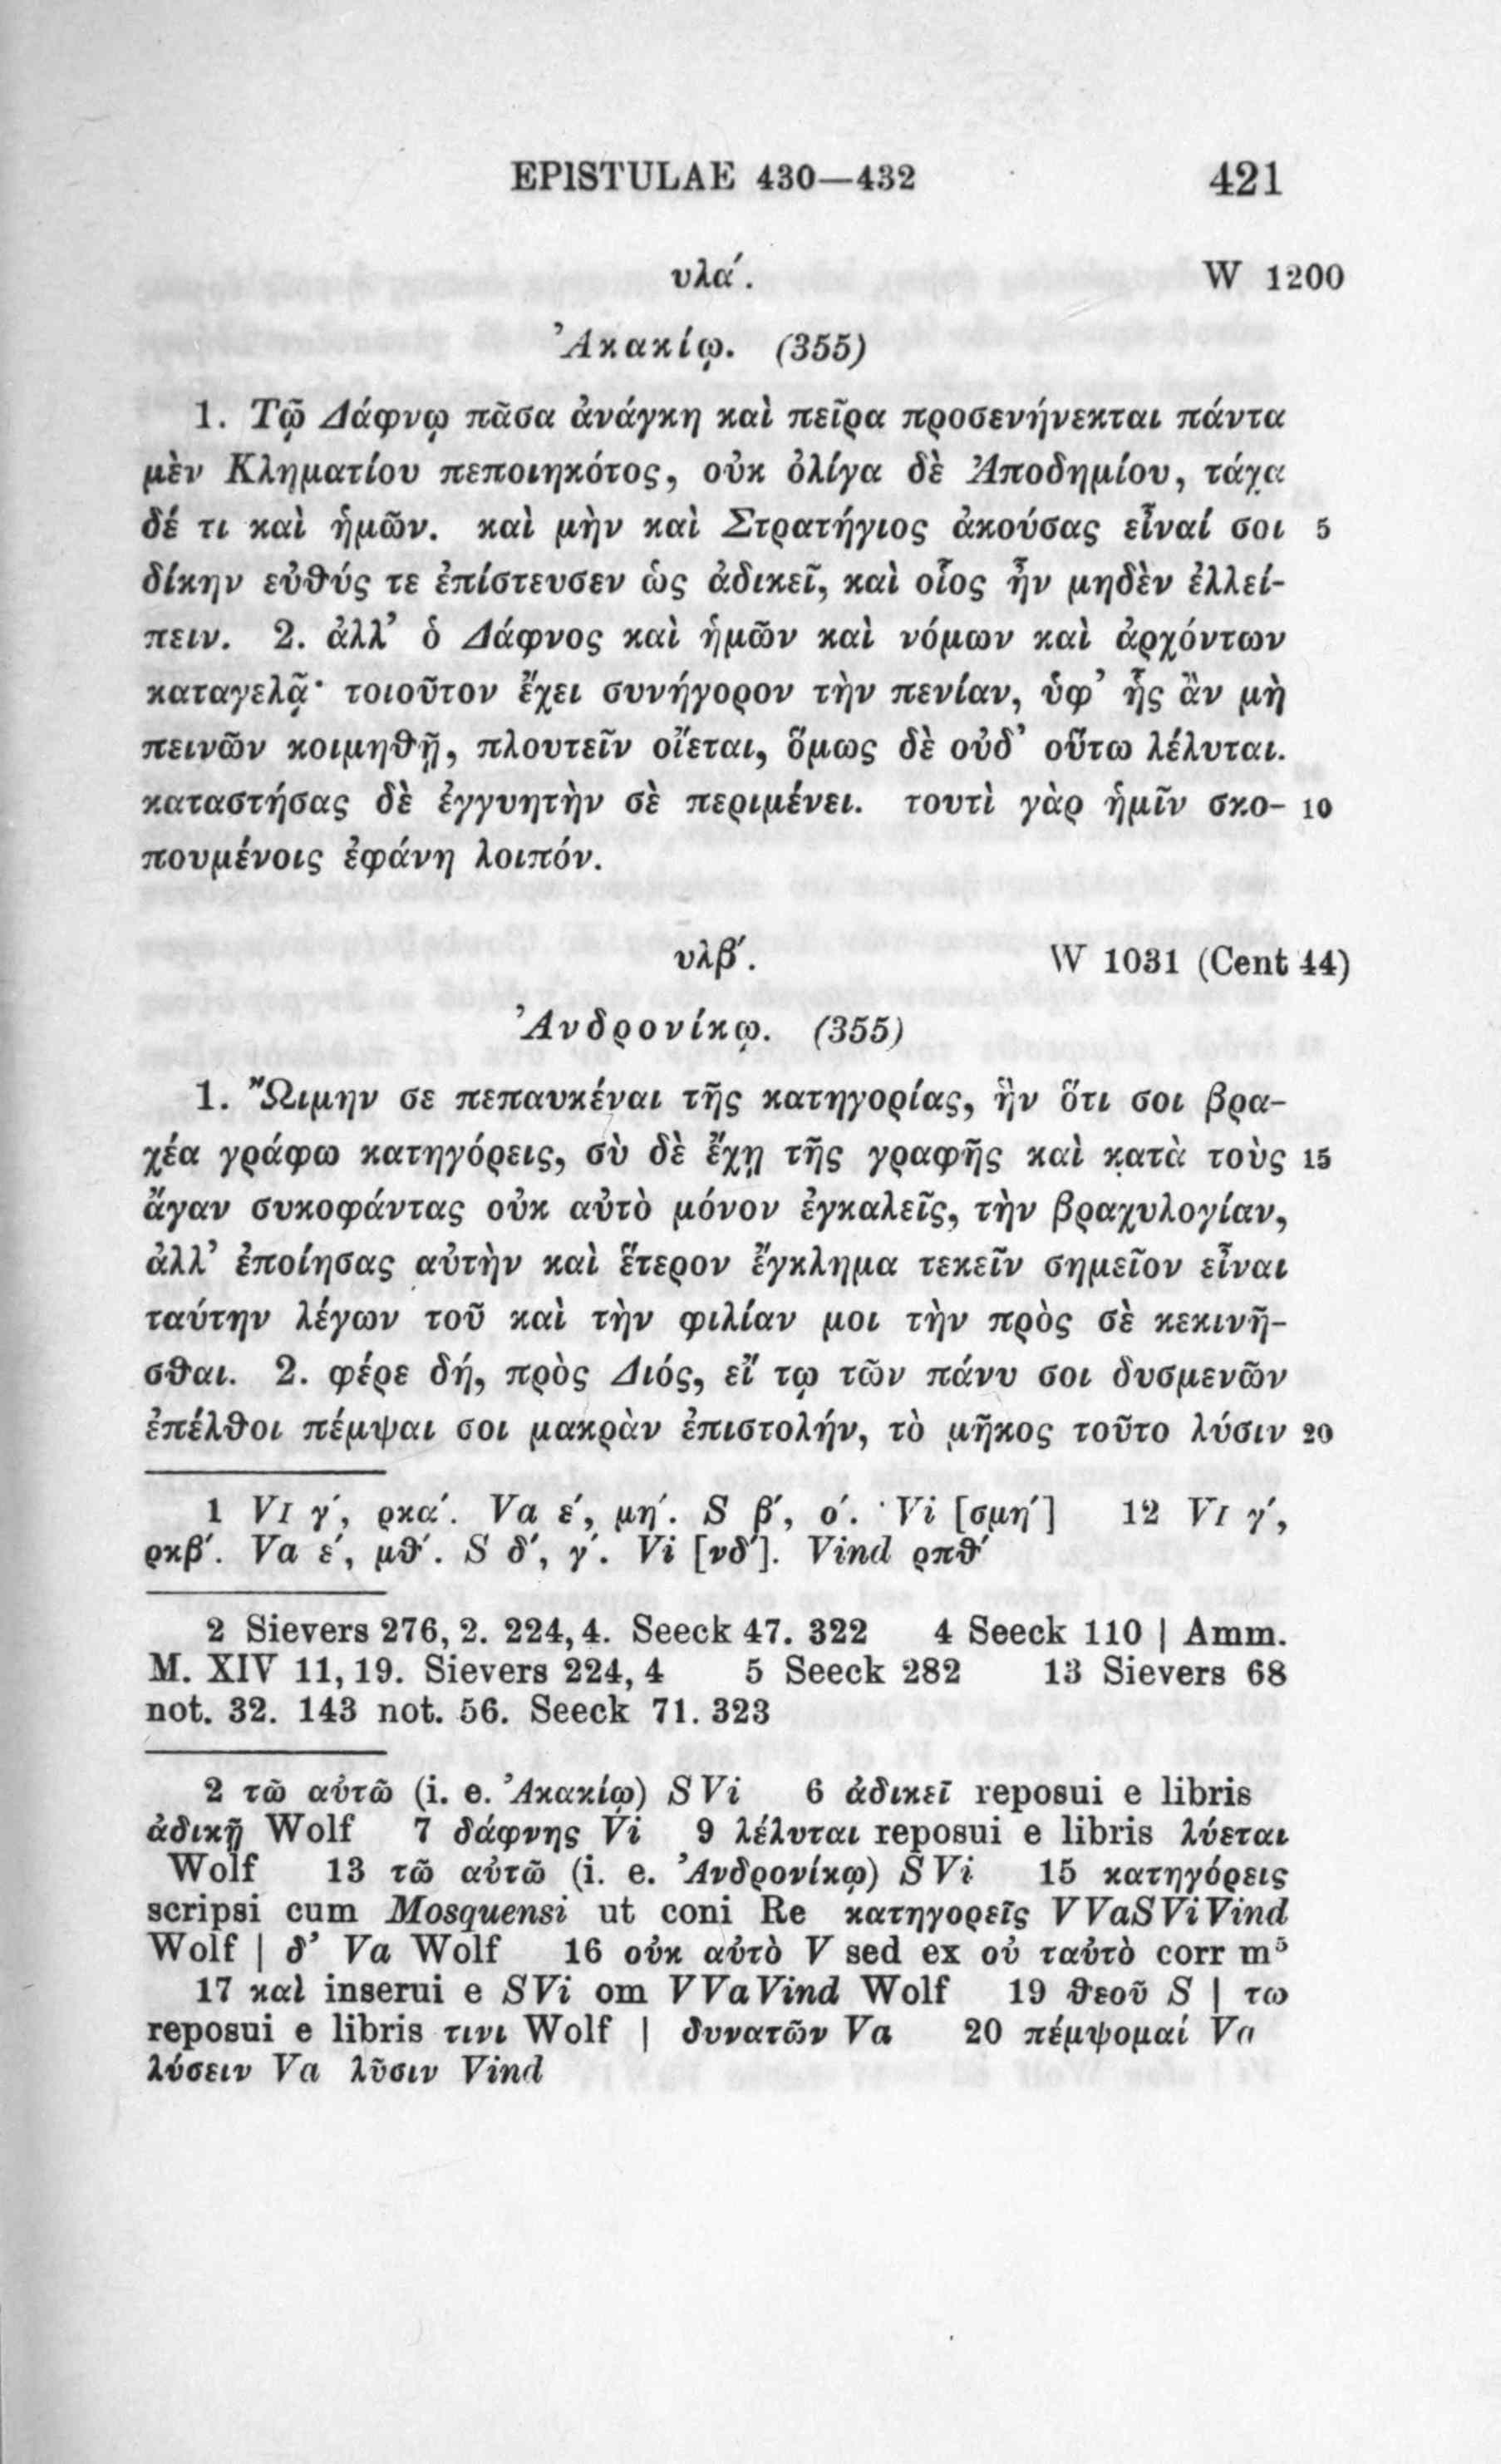 EPISTULAE 430—432 421
υλα´. W 1200
Ἀκακίῳ. (355)
1. Τῷ Δάφνῳ πᾶσα ἀνάγκη καὶ πεῖρα προσενήνεκται πάντα
μὲν Κληματίου πεποιηκότος, οὐκ ὀλίγα δὲ Ἀποδημίου, τάχα
δέ τι καὶ ἡμῶν. καὶ μὴν καὶ Στρατήγιος ἀκούσας εἶναί σοι 5
δίκην εὐθύς τε ἐπίστευσεν ὡς ἀδικεῖ, καὶ οἷος ἦν μηδὲν ἐλλεί-
πειν. 2. ἀλλ’ ὁ Δάφνος καὶ ἡμῶν καὶ νόμων καὶ ἀρχόντων
καταγελᾷ· τοιοῦτον ἔχει συνήγορον τὴν πενίαν, ὑφ’ ἧς ἂν μὴ
πεινῶν κοιμηθῇ, πλουτεῖν οἴεται, ὅμως δὲ οὐδ’ οὕτω λέλυται.
καταστήσας δὲ ἐγγυητὴν σὲ περιμένει. τουτὶ γὰρ ἡμῖν σκο- 10
πουμένοις ἐφάνη λοιπόν.
υλβ´. W 1031 (Cent 44)
Ἀνδρονίκῳ. (355)
1. Ὤιμην σε πεπαυκέναι τῆς κατηγορίας, ἣν ὅτι σοι βρα-
χέα γράφω κατηγόρεις, σὺ δὲ ἔχῃ τῆς γραφῆς καὶ κατὰ τοὺς 15
ἄγαν συκοφάντας οὐκ αὐτὸ μόνον ἐγκαλεῖς, τὴν βραχυλογίαν,
ἀλλ’ ἐποίησας αὐτὴν καὶ ἕτερον ἔγκλημα τεκεῖν σημεῖον εἶναι
ταύτην λέγων τοῦ καὶ τὴν φιλίαν μοι τὴν πρὸς σὲ κεκινῆ-
σθαι. 2. φέρε δή, πρὸς Διός, εἴ τῳ τῶν πάνυ σοι δυσμενῶν
ἐπέλθοι πέμψαι σοι μακρὰν ἐπιστολήν, τὸ μῆκος τοῦτο λύσιν 20
1 VI γ´, ρκα´. Va ε´, μη´. S β´, ο´. Vi [σμη´] 12 VI γ´,
ρκβ´. Va ε´, μθ´. S δ´, γ´. Vi [νδ´]. Vind ρπθ´
2 Sievers 276, 2. 224, 4. Seeck 47. 322 4 Seeck 110 | Amm.
M. XIV 11, 19. Sievers 224, 4 5 Seeck 282 13 Sievers 68
not. 32. 143 not. 56. Seeck 71. 323
2 τῶ αὐτῶ (i. e. Ἀκακίῳ) S Vi 6 ἀδικεῖ reposui e libris
ἀδικῇ Wolf 7 δάφνης Vi 9 λέλυται reposui e libris λύεται
Wolf 13 τῶ αὐτῶ (i. e. Ἀνδρονίκῳ) S Vi 15 κατηγόρεις
scripsi cum Mosquensi ut coni Re κατηγορεῖς V Va S Vi Vind
Wolf | δ’ Va Wolf 16 οὐκ αὐτὸ V sed ex οὐ ταὐτὸ corr m⁵
17 καὶ inserui e S Vi om V Va Vind Wolf 19 θεοῦ S | τω
reposui e libris τινι Wolf | δυνατῶν Va 20 πέμψομαί Va
λύσειν Va λῦσιν Vind